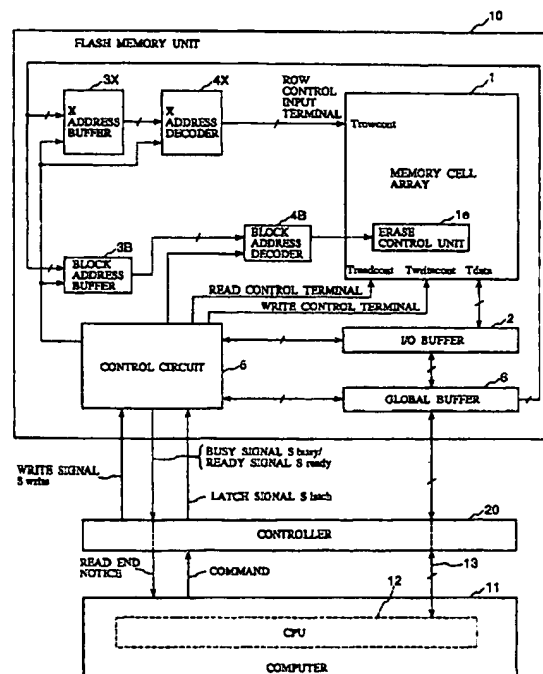 10
FLASH MEMORY UNIT
3X
X
ADDRESS
BUFFER
4X
X
ADDRESS
DECODER
ROW
CONTROL
INPUT
TERMINAL
1
Trowcont
MEMORY CELL
ARRAY
1e
ERASE
CONTROL UNIT
3B
BLOCK
ADDRESS
BUFFER
4B
BLOCK
ADDRESS
DECODER
Treadcont Twritecont Tdata
READ CONTROL TERMINAL
WRITE CONTROL TERMINAL
2
I/O BUFFER
CONTROL CIRCUIT
5
6
GLOBAL BUFFER
WRITE SIGNAL
S write
BUSY SIGNAL S busy/
READY SIGNAL S ready
LATCH SIGNAL S latch
20
CONTROLLER
READ END
NOTICE
COMMAND
13
12
11
CPU
COMPUTER